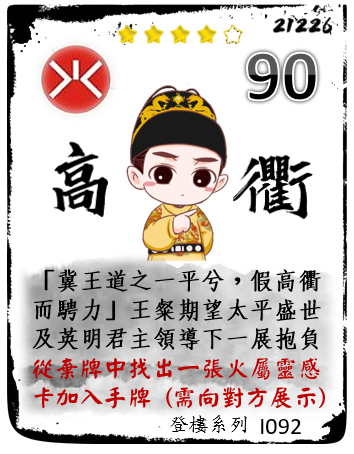 21226
90
高衢
「冀王道之一平兮，假高衢
而騁力」王粲期望太平盛世
及英明君主領導下一展抱負
從棄牌中找出一張火屬靈感
卡加入手牌（需向對方展示）
登樓系列 I092